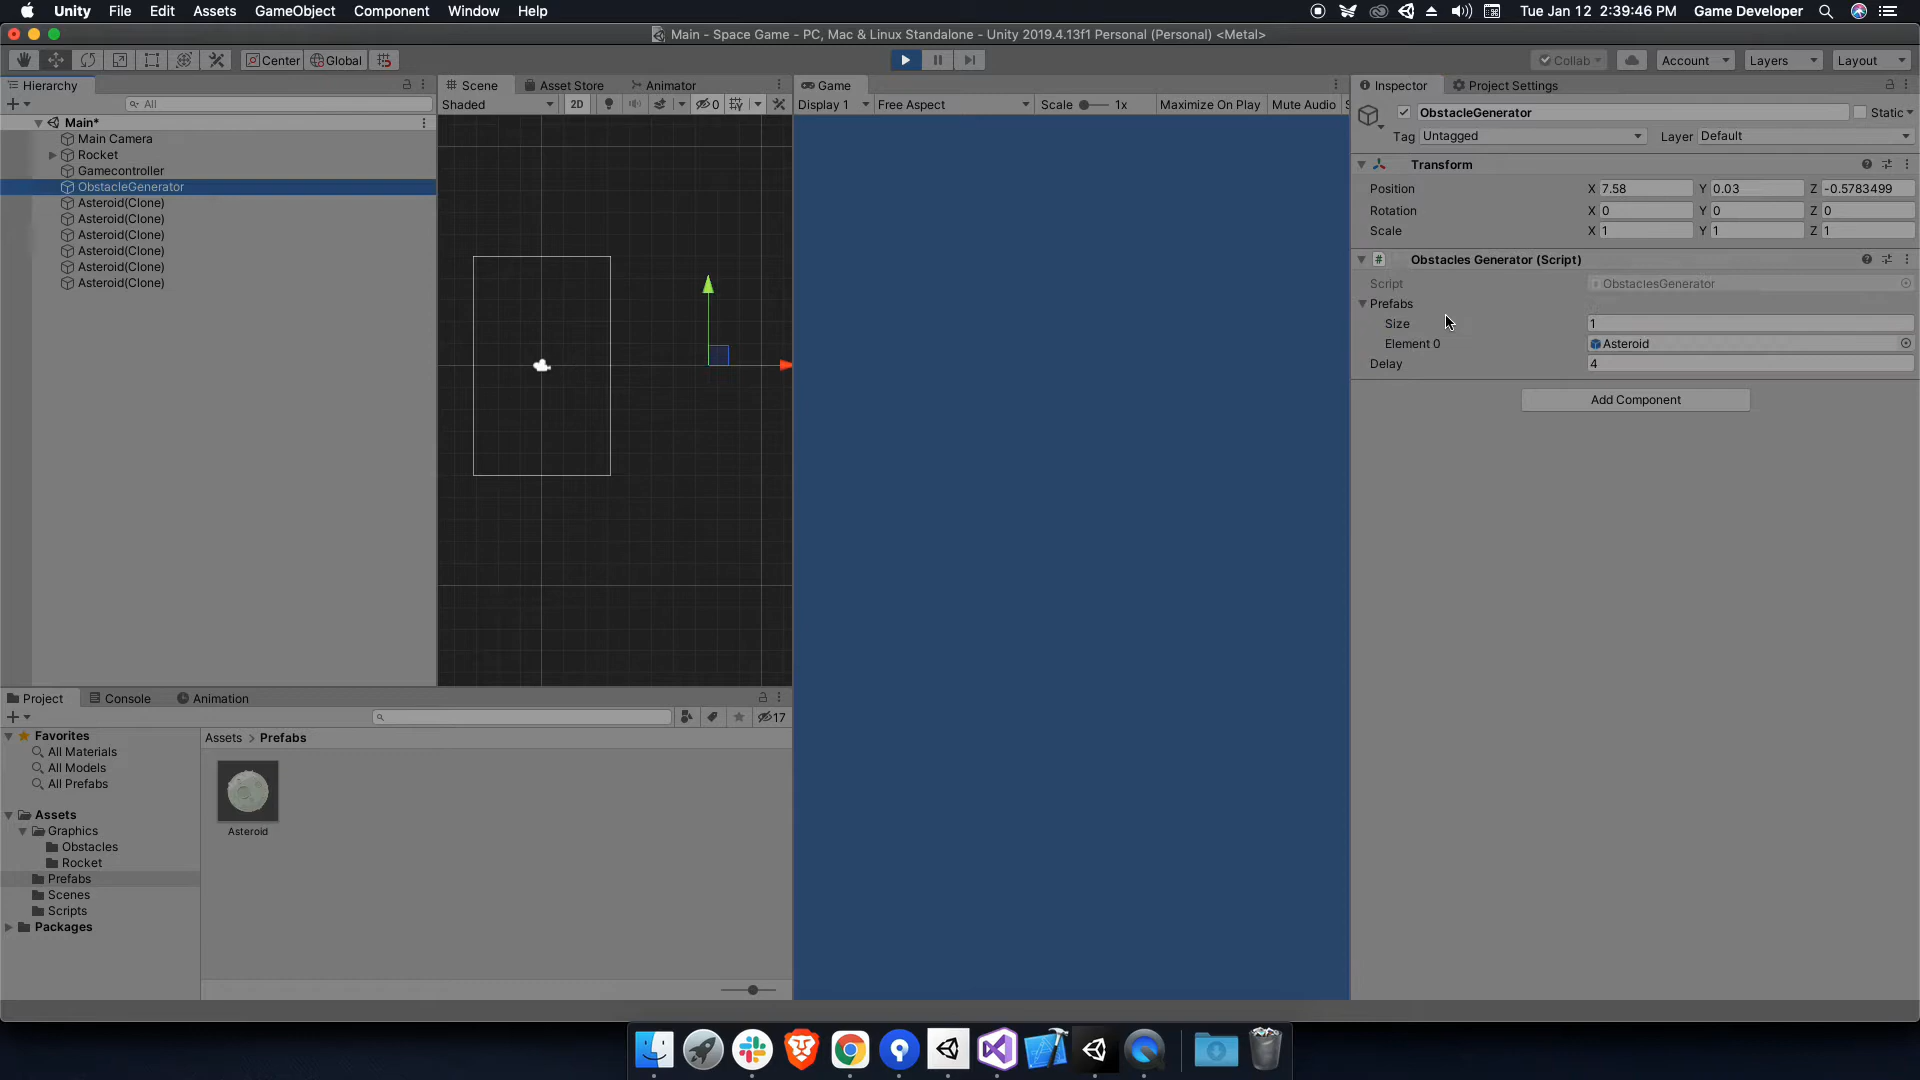 Unity File Edit Assets GameObject Component Window Help
Tue Jan 12 2:39:46 PM Game Developer
Main - Space Game - PC, Mac & Linux Standalone - Unity 2019.4.13f1 Personal (Personal) <Metal>
Center Global Collab Account Layers Layout
Hierarchy
All
Main*
Main Camera
Rocket
Gamecontroller
ObstacleGenerator
Asteroid(Clone)
Asteroid(Clone)
Asteroid(Clone)
Asteroid(Clone)
Asteroid(Clone)
Asteroid(Clone)
Scene Asset Store Animator
Shaded 2D 0
Game
Display 1 Free Aspect Scale 1x Maximize On Play Mute Audio S
Inspector Project Settings
ObstacleGenerator Static
Tag Untagged Layer Default
Transform
Position X 7.58 Y 0.03 Z -0.5783499
Rotation X 0 Y 0 Z 0
Scale X 1 Y 1 Z 1
# Obstacles Generator (Script)
Script ObstaclesGenerator
Prefabs
Size 1
Element 0 Asteroid
Delay 4
Add Component
Project Console Animation
17
Favorites
All Materials
All Models
All Prefabs
Assets
Graphics
Obstacles
Rocket
Prefabs
Scenes
Scripts
Packages
Assets > Prefabs
Asteroid